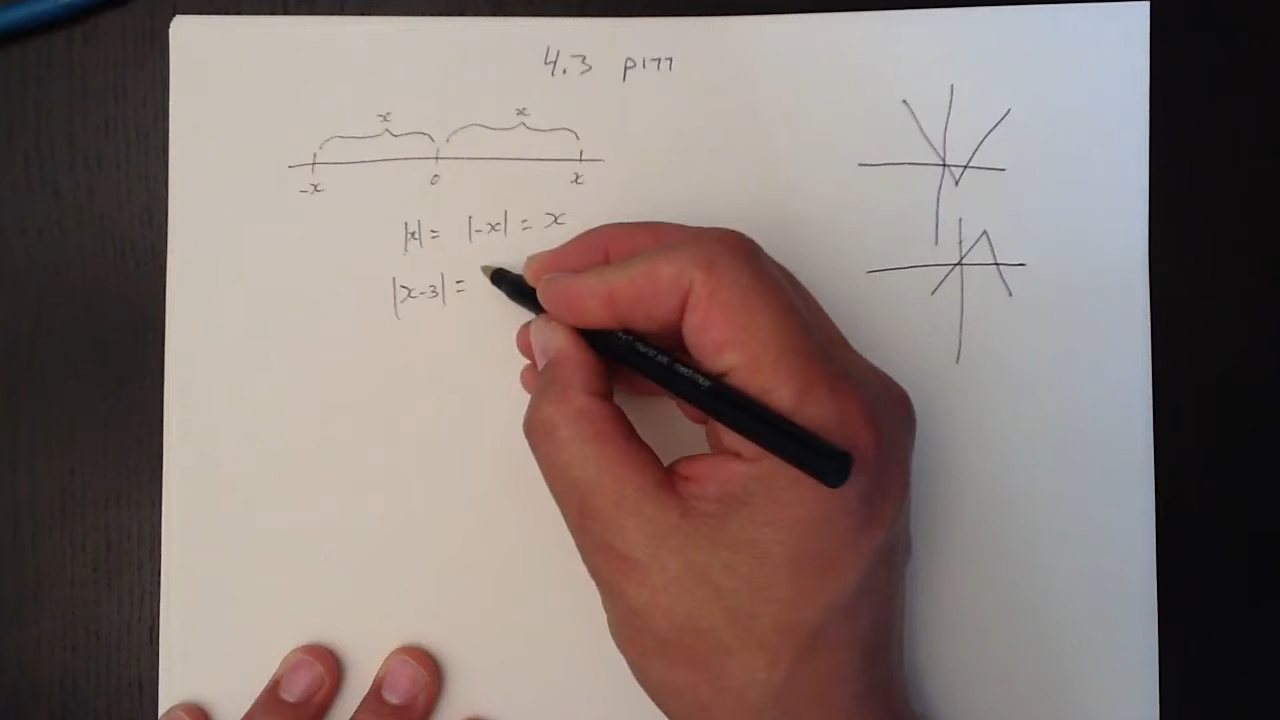 4.3 p177
x x
-x 0 x
|x| = |-x| = x
|x-3| =